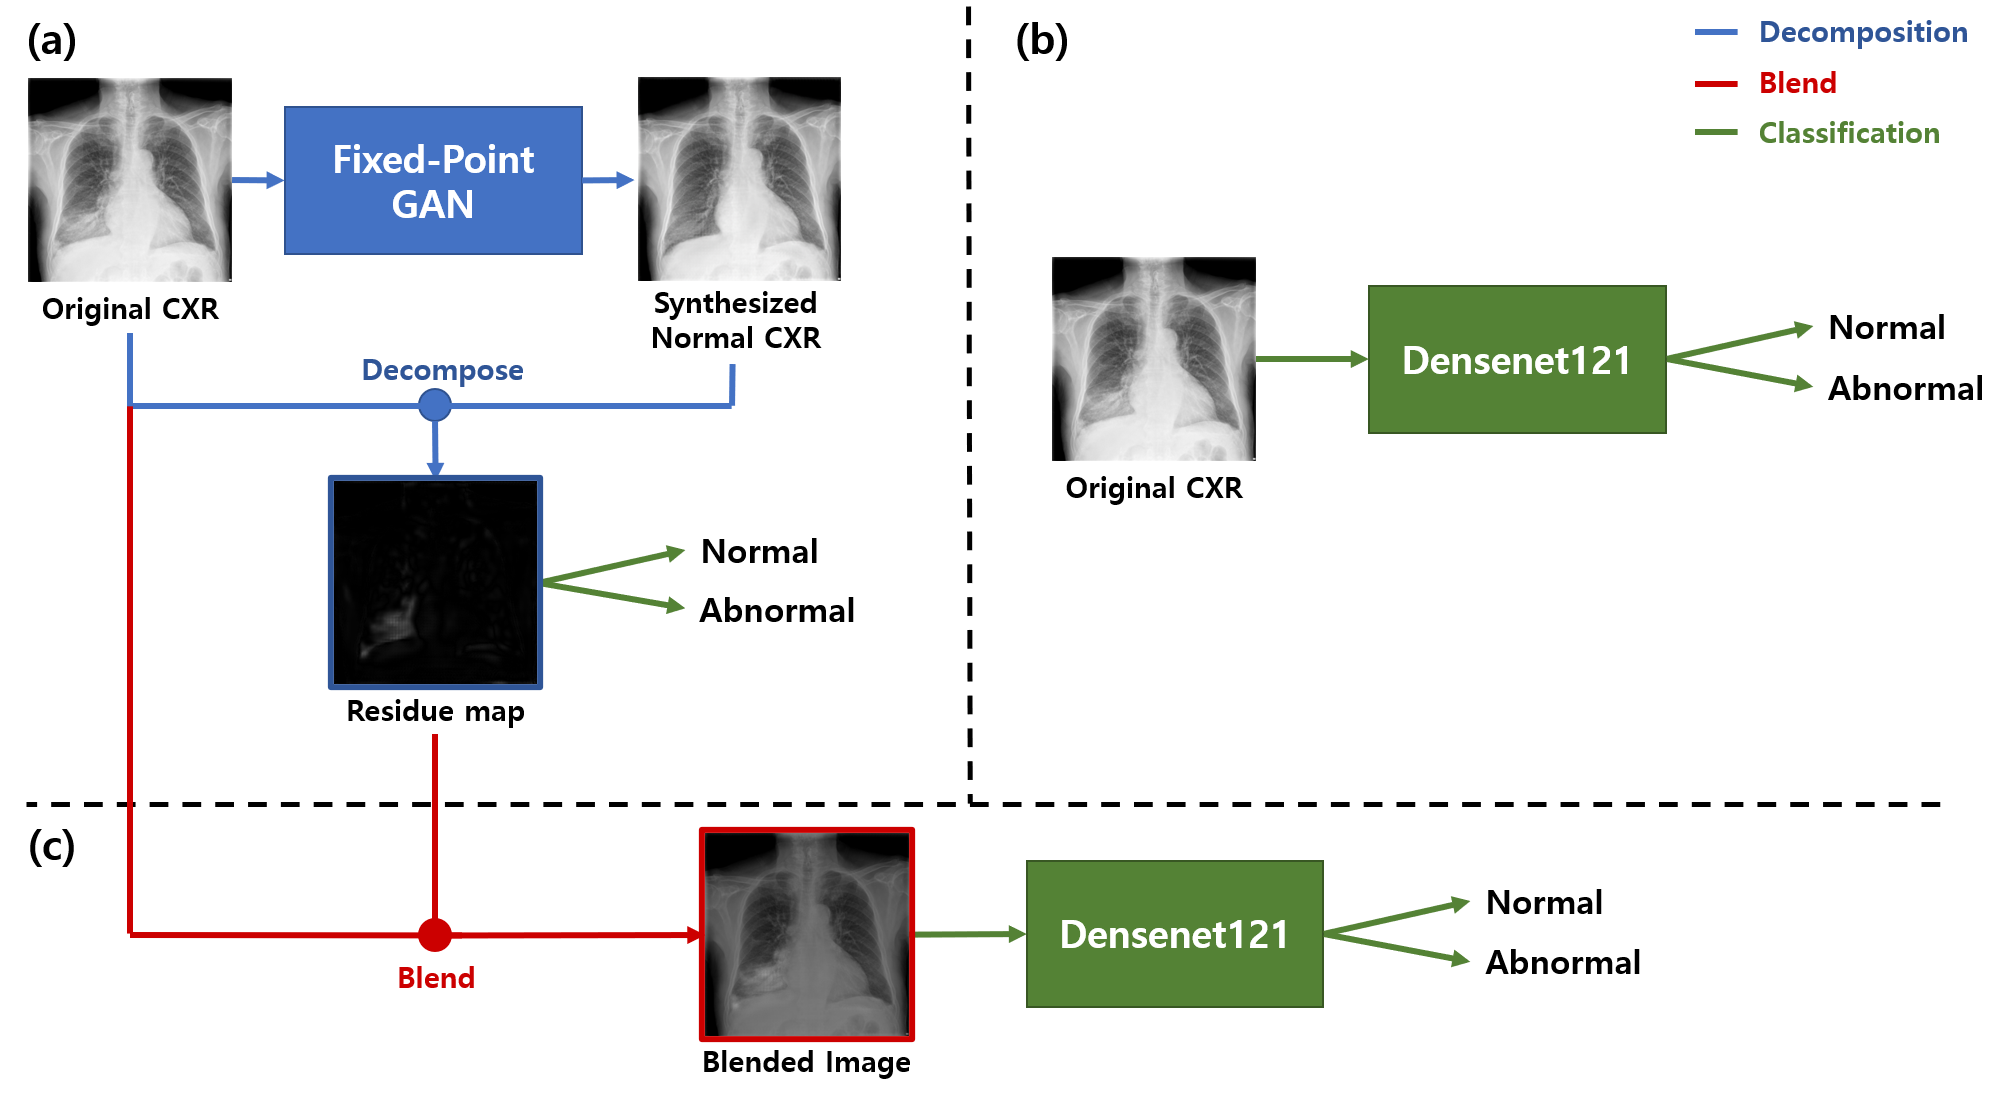 (a)
Fixed-Point
GAN
Original CXR
Synthesized
Normal CXR
Decompose
Normal
Abnormal
Residue map
(b)
Decomposition
Blend
Classification
Densenet121
Normal
Abnormal
Original CXR
(c)
Blend
Blended Image
Densenet121
Normal
Abnormal